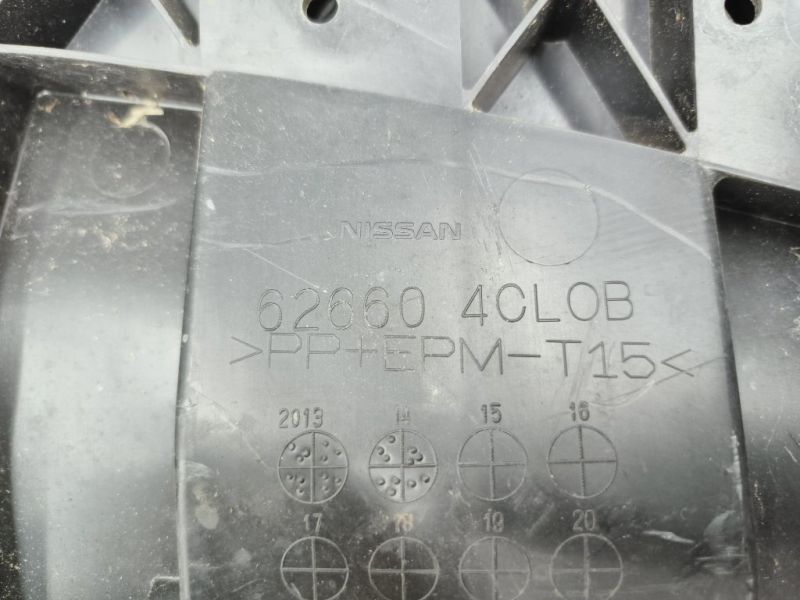 NISSAN
62660 4CL0B
>PP+EPM-T15<
2013 14 15 16
17 18 19 20